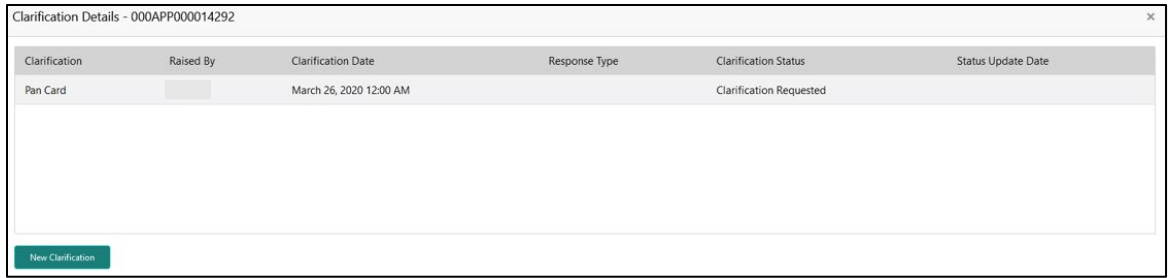 Clarification Details - 000APP000014292
×
Clarification Raised By Clarification Date Response Type Clarification Status Status Update Date
Pan Card March 26, 2020 12:00 AM Clarification Requested
New Clarification